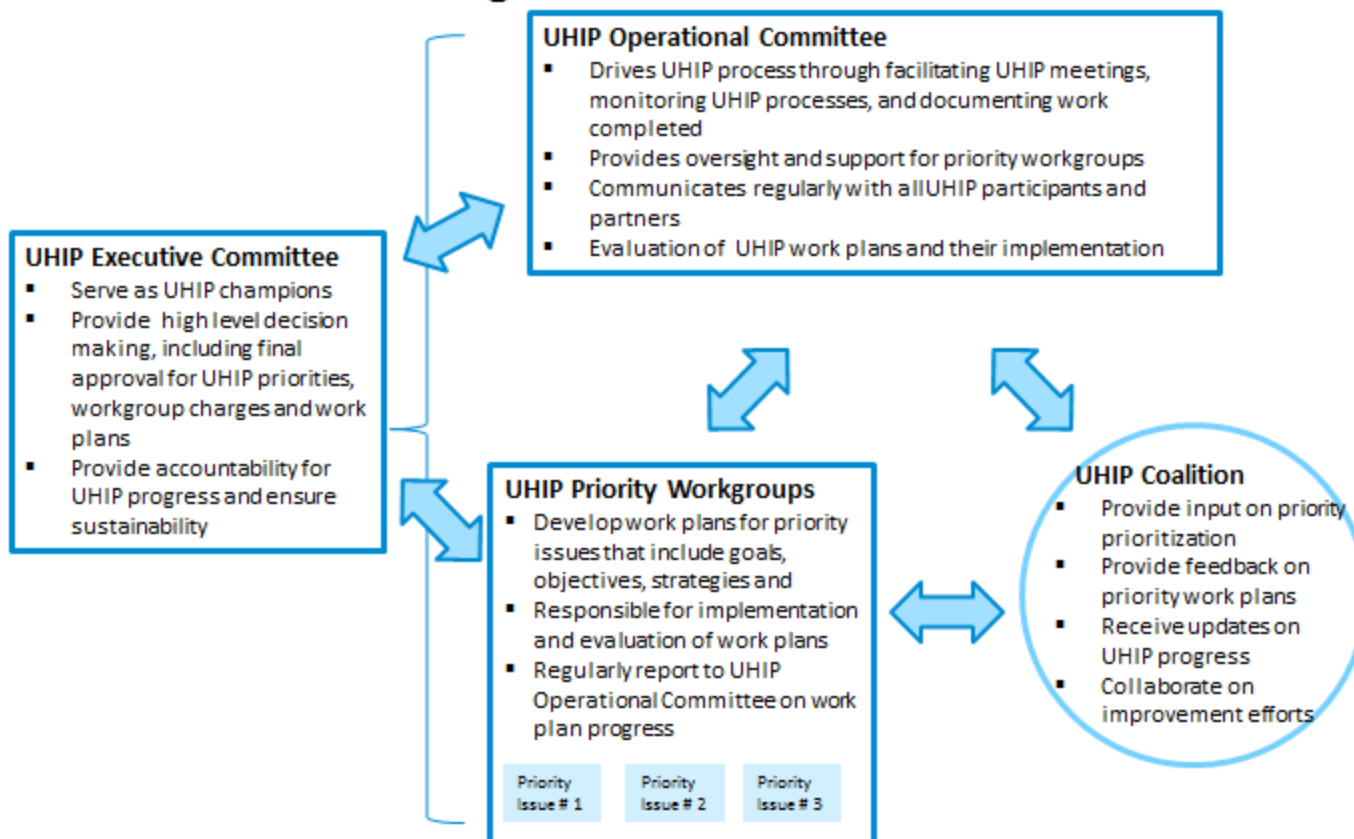 UHIP Operational Committee
▪ Drives UHIP process through facilitating UHIP meetings,
monitoring UHIP processes, and documenting work
completed
▪ Provides oversight and support for priority workgroups
▪ Communicates regularly with all UHIP participants and
partners
▪ Evaluation of UHIP work plans and their implementation
UHIP Executive Committee
▪ Serve as UHIP champions
▪ Provide high level decision
making, including final
approval for UHIP priorities,
workgroup charges and work
plans
▪ Provide accountability for
UHIP progress and ensure
sustainability
UHIP Priority Workgroups
▪ Develop work plans for priority
issues that include goals,
objectives, strategies and
▪ Responsible for implementation
and evaluation of work plans
▪ Regularly report to UHIP
Operational Committee on work
plan progress
Priority
Issue # 1
Priority
Issue # 2
Priority
Issue # 3
UHIP Coalition
▪ Provide input on priority
prioritization
▪ Provide feedback on
priority work plans
▪ Receive updates on
UHIP progress
▪ Collaborate on
improvement efforts